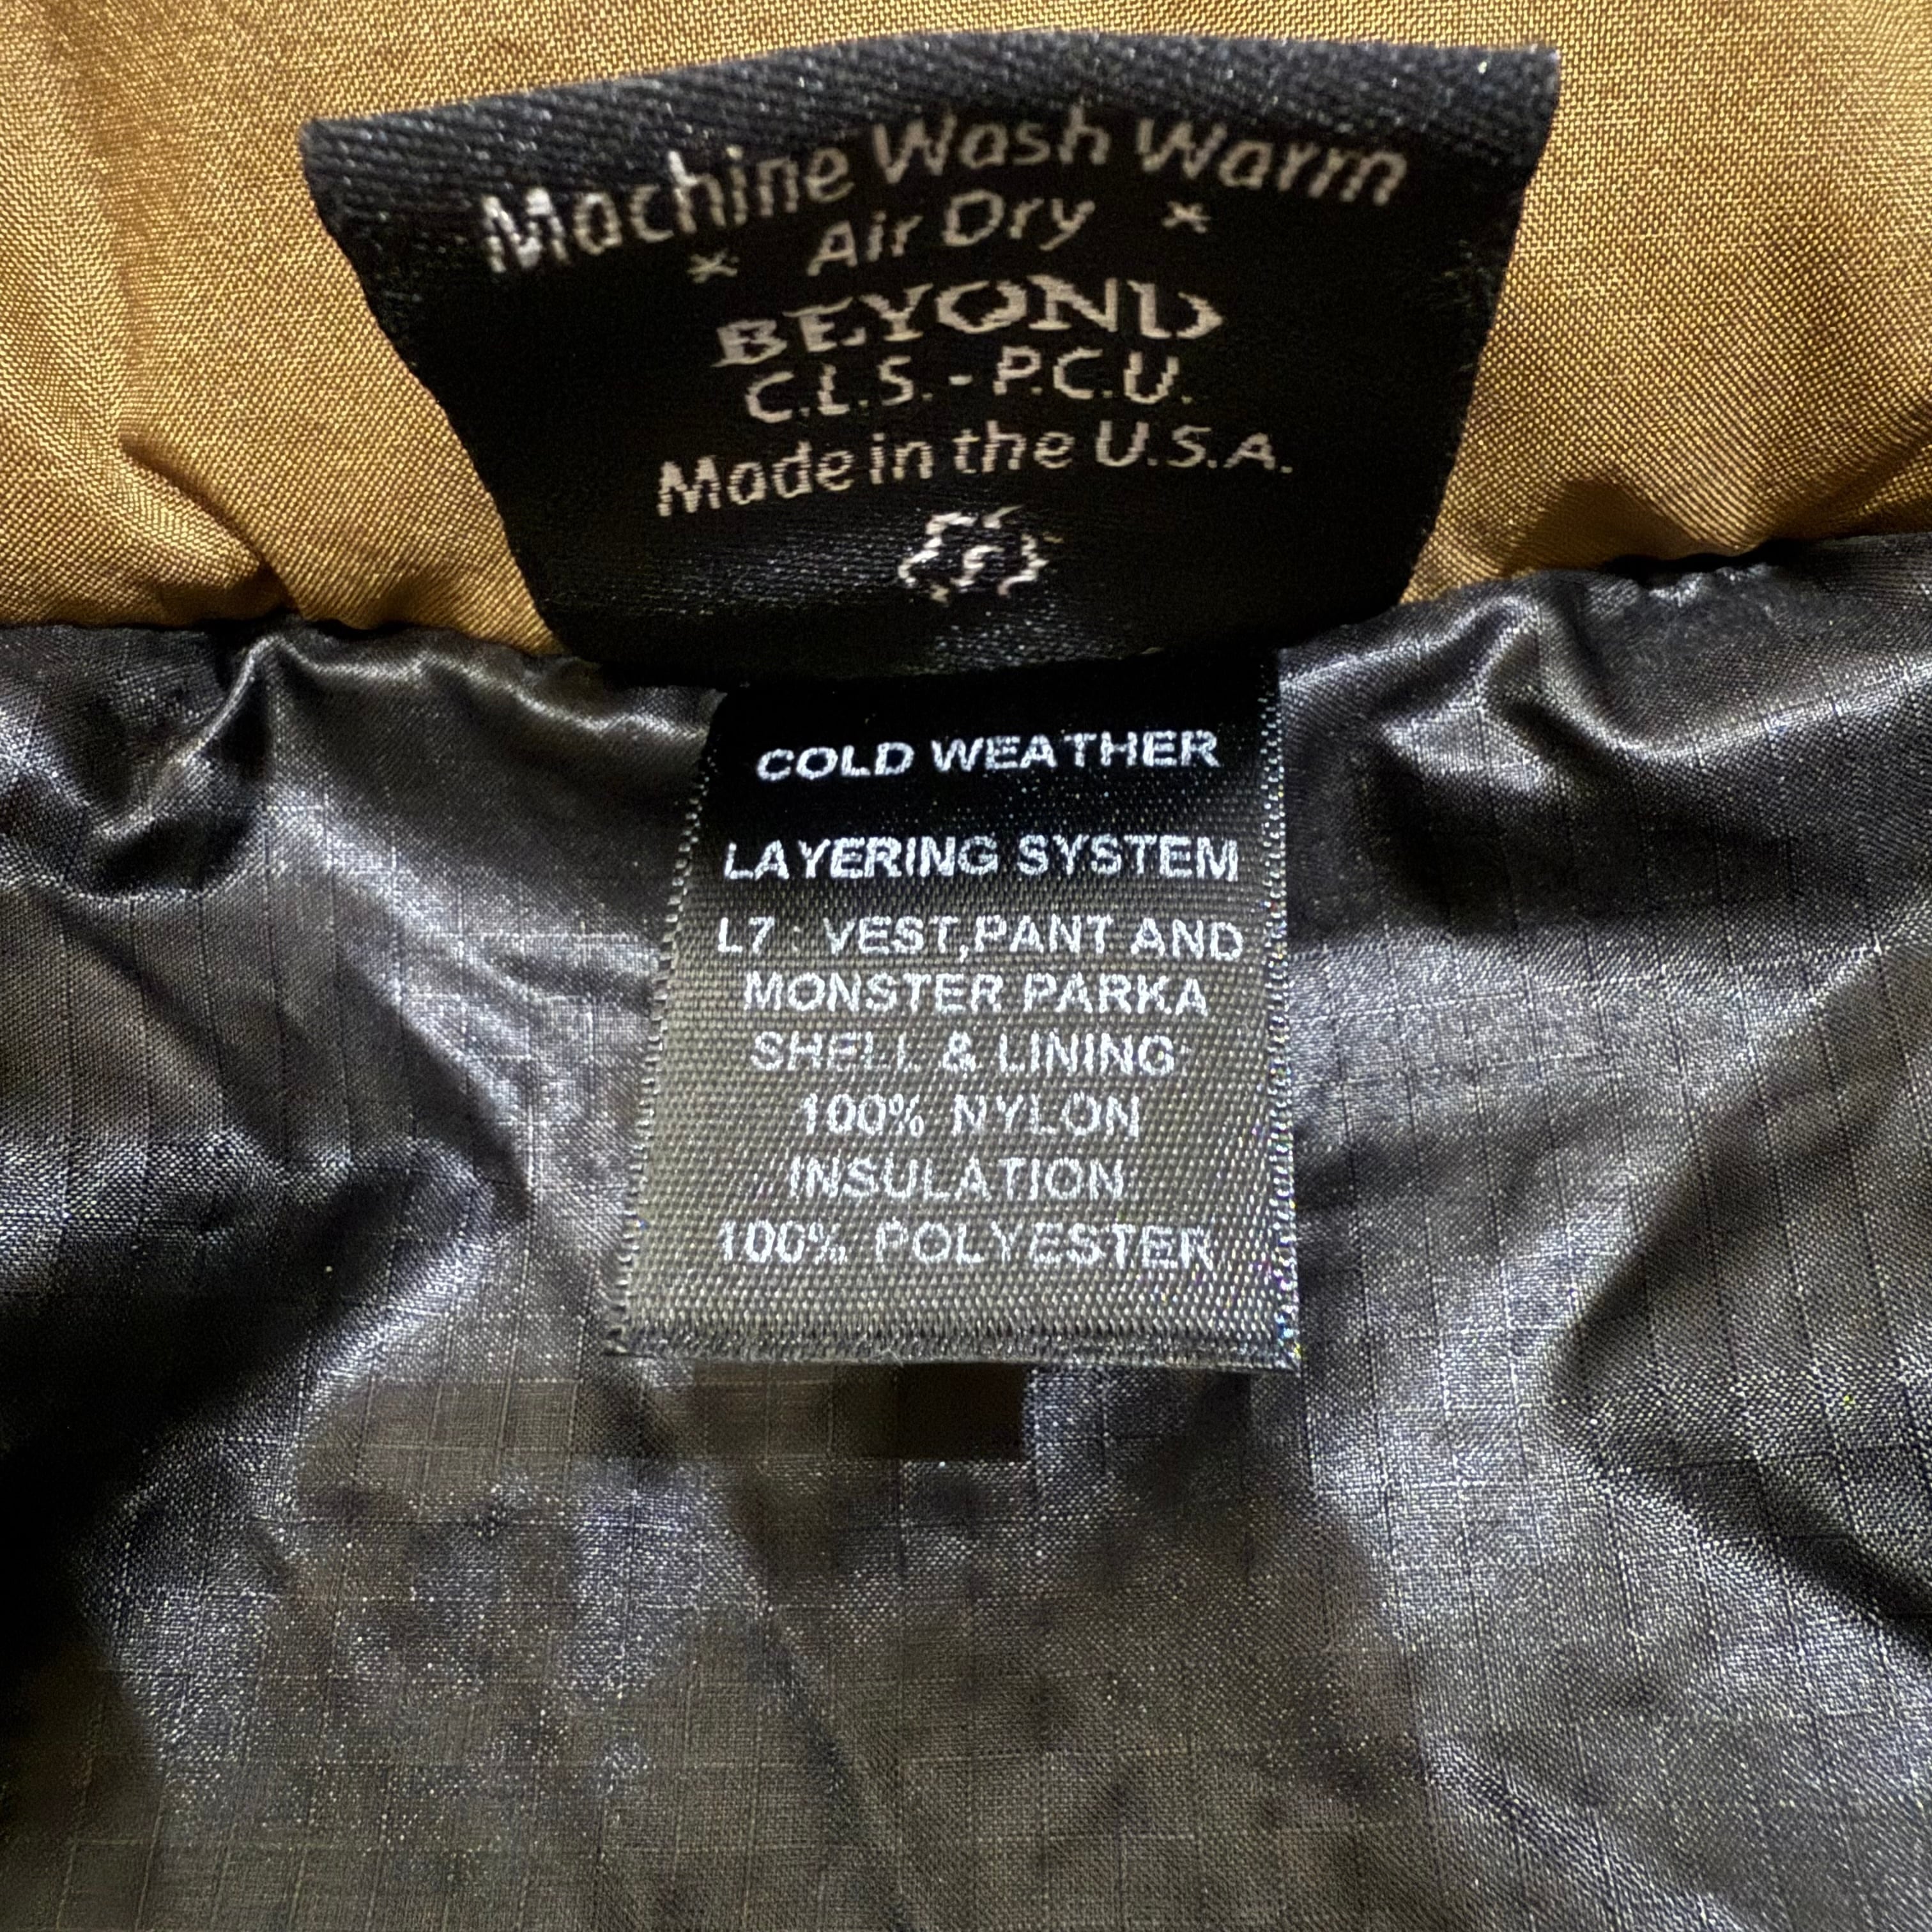 Machine Wash Warm
* Air Dry *
BEYOND
C.L.S. - P.C.U.
Made in the U.S.A.
COLD WEATHER
LAYERING SYSTEM
L7 : VEST,PANT AND
MONSTER PARKA
SHELL & LINING
100% NYLON
INSULATION
100% POLYESTER